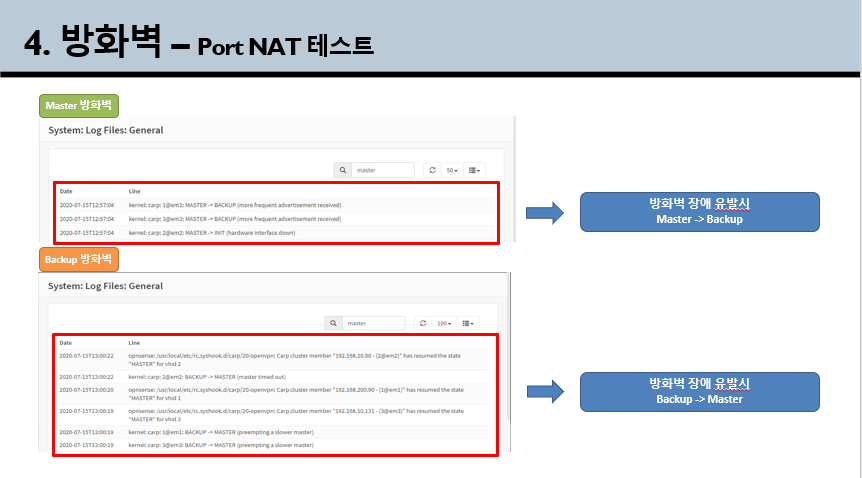 4. 방화벽 – Port NAT 테스트
Master 방화벽
System: Log Files: General
master
50
Date Line
2020-07-15T12:57:04 kernel: carp: 1@em1: MASTER -> BACKUP (more frequent advertisement received)
2020-07-15T12:57:04 kernel: carp: 3@em3: MASTER -> BACKUP (more frequent advertisement received)
2020-07-15T12:57:04 kernel: carp: 2@em2: MASTER -> INIT (hardware interface down)
방화벽 장애 유발시
Master -> Backup
Backup 방화벽
System: Log Files: General
master
100
Date Line
2020-07-15T13:00:22 opnsense: /usr/local/etc/rc.syshook.d/carp/20-openvpn: Carp cluster member "192.168.10.90 - (2@em2)" has resumed the state
"MASTER" for vhid 2
2020-07-15T13:00:22 kernel: carp: 2@em2: BACKUP -> MASTER (master timed out)
2020-07-15T13:00:20 opnsense: /usr/local/etc/rc.syshook.d/carp/20-openvpn: Carp cluster member "192.168.200.90 - (1@em1)" has resumed the state
"MASTER" for vhid 1
2020-07-15T13:00:19 opnsense: /usr/local/etc/rc.syshook.d/carp/20-openvpn: Carp cluster member "192.168.10.131 - (3@em3)" has resumed the state
"MASTER" for vhid 3
2020-07-15T13:00:19 kernel: carp: 1@em1: BACKUP -> MASTER (preempting a slower master)
2020-07-15T13:00:19 kernel: carp: 3@em3: BACKUP -> MASTER (preempting a slower master)
방화벽 장애 유발시
Backup -> Master